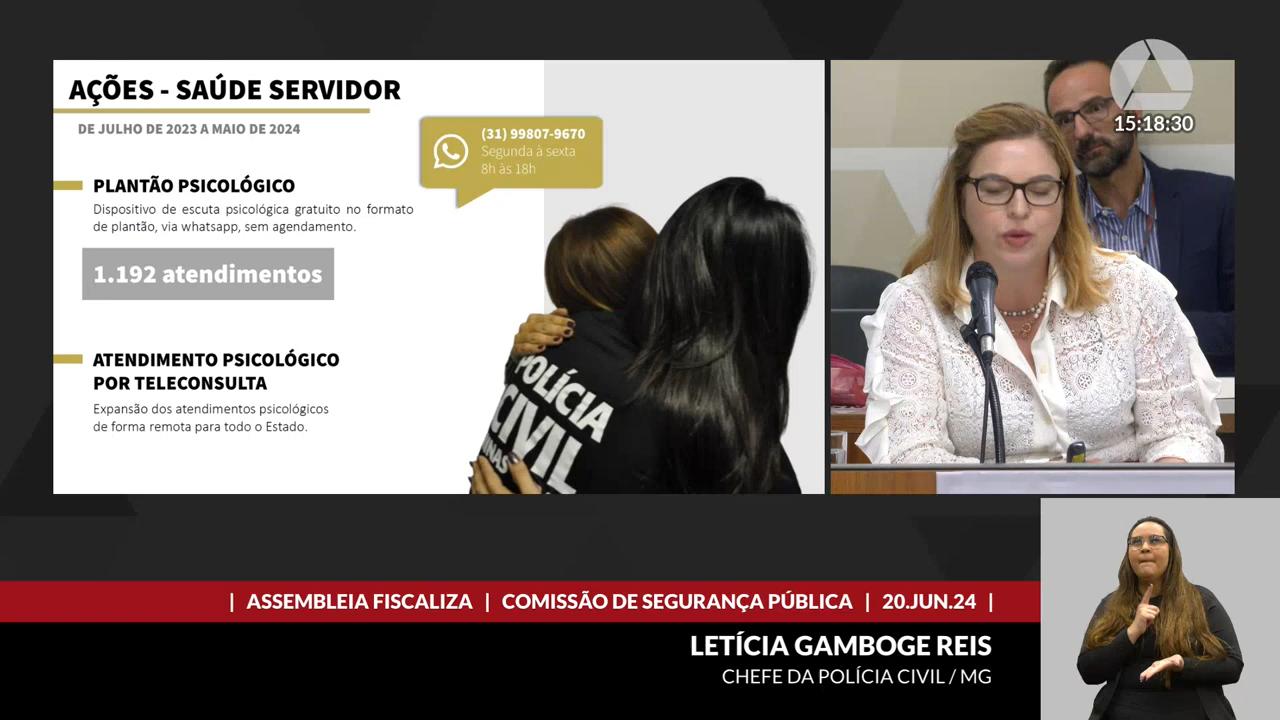 AÇÕES - SAÚDE SERVIDOR
DE JULHO DE 2023 A MAIO DE 2024
PLANTÃO PSICOLÓGICO
Dispositivo de escuta psicológica gratuito no formato
de plantão, via whatsapp, sem agendamento.
1.192 atendimentos
ATENDIMENTO PSICOLÓGICO
POR TELECONSULTA
Expansão dos atendimentos psicológicos
de forma remota para todo o Estado.
(31) 99807-9670
Segunda à sexta
8h às 18h
POLÍCIA
CIVIL
MINAS
15:18:30
| ASSEMBLEIA FISCALIZA | COMISSÃO DE SEGURANÇA PÚBLICA | 20.JUN.24 |
LETÍCIA GAMBOGE REIS
CHEFE DA POLÍCIA CIVIL / MG